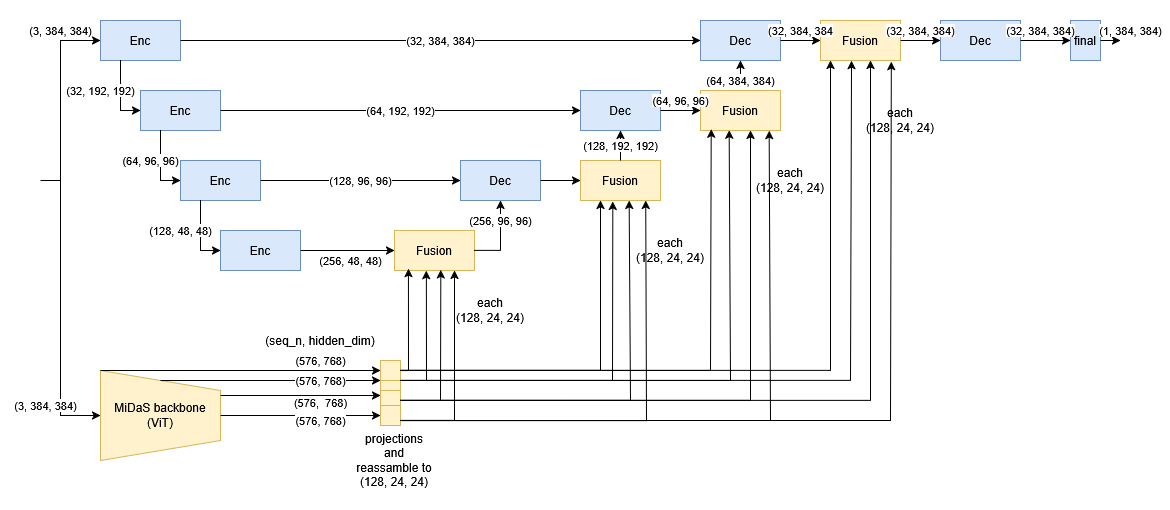 (3, 384, 384)
Enc
(32, 384, 384)
Dec
(32, 384, 384
Fusion
(32, 384, 384)
Dec
(32, 384, 384)
final
(1, 384, 384)
(32, 192, 192)
(64, 384, 384)
Enc
(64, 192, 192)
Dec
(64, 96, 96)
Fusion
each
(128, 24, 24)
(64, 96, 96)
(128, 192, 192)
Enc
(128, 96, 96)
Dec
Fusion
each
(128, 24, 24)
(128, 48, 48)
(256, 96, 96)
Enc
(256, 48, 48)
Fusion
each
(128, 24, 24)
each
(128, 24, 24)
(seq_n, hidden_dim)
(576, 768)
(576, 768)
(576, 768)
(576, 768)
(3, 384, 384)
MiDaS backbone
(ViT)
projections
and
reassamble to
(128, 24, 24)